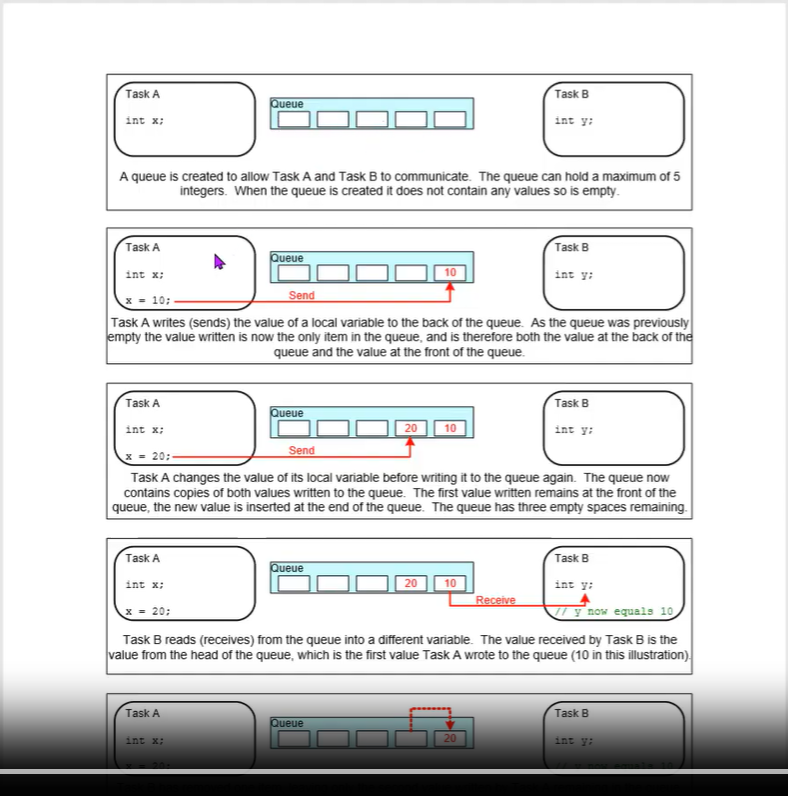 Task A
int x;
Queue
Task B
int y;
A queue is created to allow Task A and Task B to communicate. The queue can hold a maximum of 5
integers. When the queue is created it does not contain any values so is empty.
Task A
int x;
x = 10;
Queue
10
Send
Task B
int y;
Task A writes (sends) the value of a local variable to the back of the queue. As the queue was previously
empty the value written is now the only item in the queue, and is therefore both the value at the back of the
queue and the value at the front of the queue.
Task A
int x;
x = 20;
Queue
20 10
Send
Task B
int y;
Task A changes the value of its local variable before writing it to the queue again. The queue now
contains copies of both values written to the queue. The first value written remains at the front of the
queue, the new value is inserted at the end of the queue. The queue has three empty spaces remaining.
Task A
int x;
x = 20;
Queue
20 10
Receive
Task B
int y;
// y now equals 10
Task B reads (receives) from the queue into a different variable. The value received by Task B is the
value from the head of the queue, which is the first value Task A wrote to the queue (10 in this illustration).
Task A
int x;
x = 20;
Queue
20
Task B
int y;
// y now equals 10